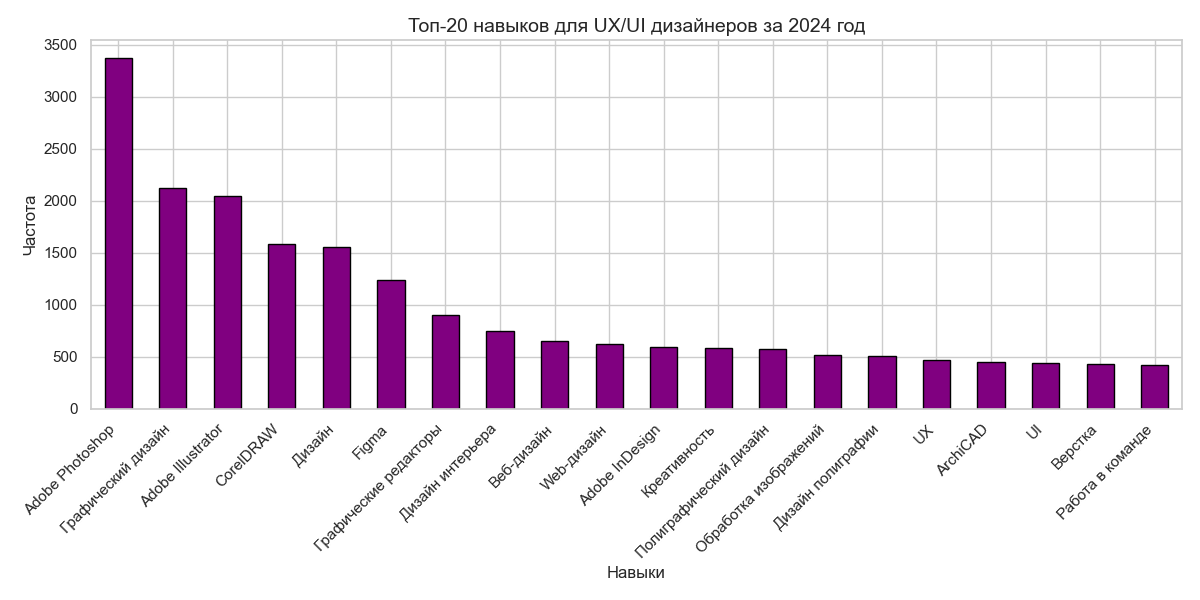 Топ-20 навыков для UX/UI дизайнеров за 2024 год
Частота
3500
3000
2500
2000
1500
1000
500
0
Adobe Photoshop
Графический дизайн
Adobe Illustrator
CorelDRAW
Дизайн
Figma
Графические редакторы
Дизайн интерьера
Веб-дизайн
Web-дизайн
Adobe InDesign
Креативность
Полиграфический дизайн
Обработка изображений
Дизайн полиграфии
UX
ArchiCAD
UI
Верстка
Работа в команде
Навыки